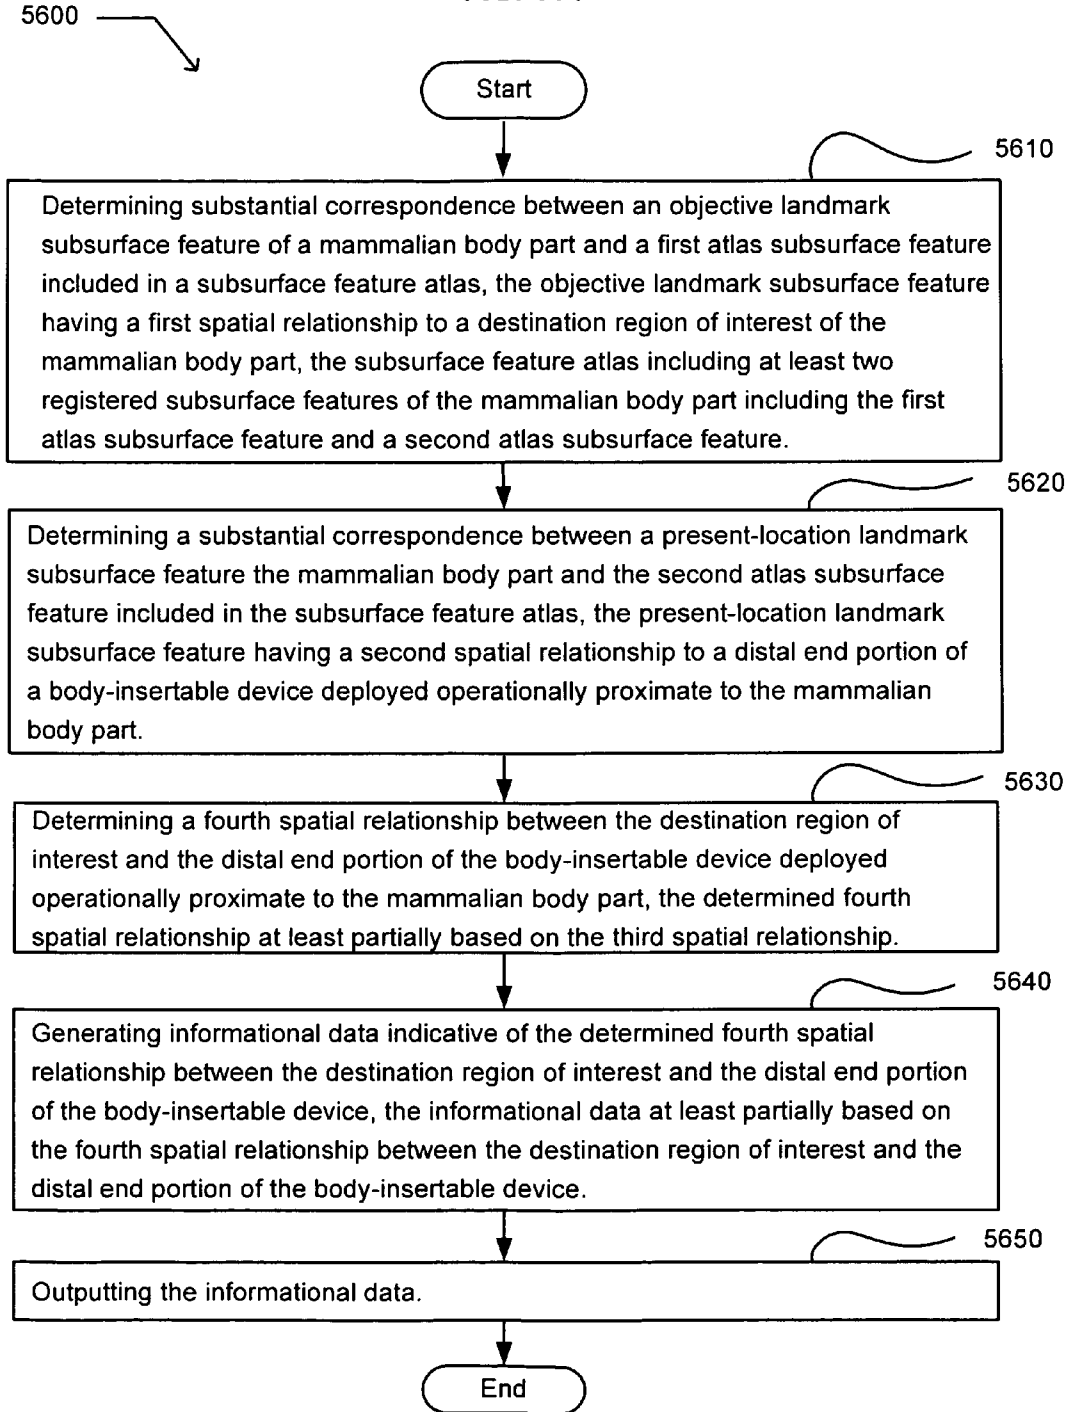 5600
Start
5610
Determining substantial correspondence between an objective landmark
subsurface feature of a mammalian body part and a first atlas subsurface feature
included in a subsurface feature atlas, the objective landmark subsurface feature
having a first spatial relationship to a destination region of interest of the
mammalian body part, the subsurface feature atlas including at least two
registered subsurface features of the mammalian body part including the first
atlas subsurface feature and a second atlas subsurface feature.
5620
Determining a substantial correspondence between a present-location landmark
subsurface feature the mammalian body part and the second atlas subsurface
feature included in the subsurface feature atlas, the present-location landmark
subsurface feature having a second spatial relationship to a distal end portion of
a body-insertable device deployed operationally proximate to the mammalian
body part.
5630
Determining a fourth spatial relationship between the destination region of
interest and the distal end portion of the body-insertable device deployed
operationally proximate to the mammalian body part, the determined fourth
spatial relationship at least partially based on the third spatial relationship.
5640
Generating informational data indicative of the determined fourth spatial
relationship between the destination region of interest and the distal end portion
of the body-insertable device, the informational data at least partially based on
the fourth spatial relationship between the destination region of interest and the
distal end portion of the body-insertable device.
5650
Outputting the informational data.
End